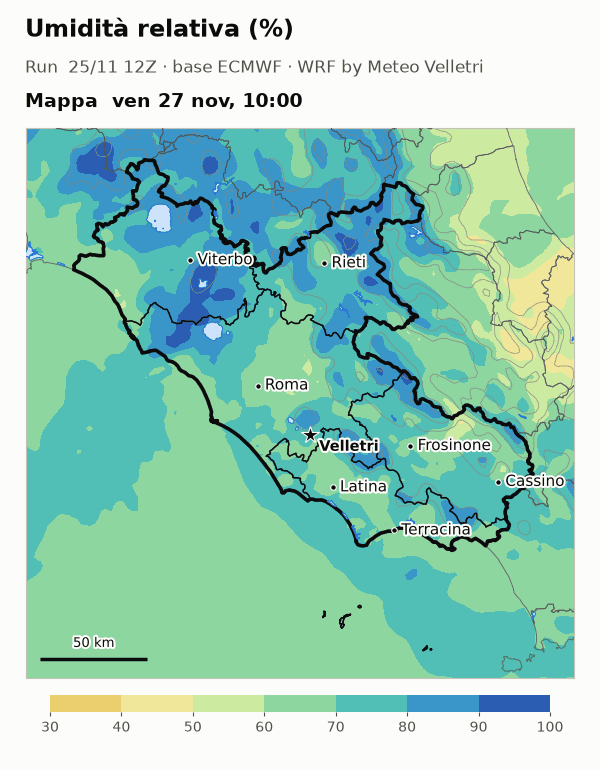 Umidità relativa (%)
Run  25/11 12Z · base ECMWF · WRF by Meteo Velletri
Mappa  ven 27 nov, 10:00
Viterbo
Rieti
Roma
Velletri
Frosinone
Cassino
Latina
Terracina
50 km
30 40 50 60 70 80 90 100